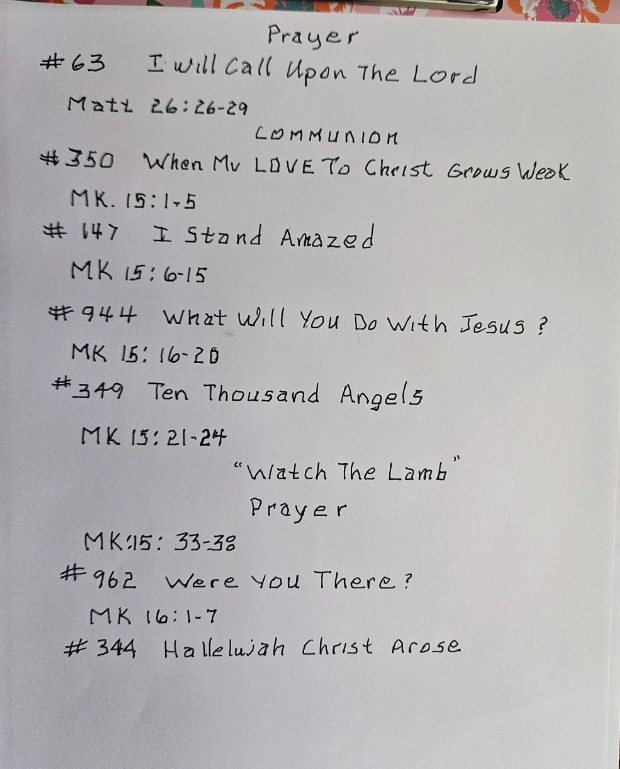 Prayer
#63 I Will Call Upon The Lord
Matt 26:26-29
COMMUNION
#350 When My LOVE To Christ Grows Weak
MK. 15:1-5
#147 I Stand Amazed
MK 15:6-15
#944 What Will You Do With Jesus?
MK 15:16-20
#349 Ten Thousand Angels
MK 15:21-24
"Watch The Lamb"
Prayer
MK:15: 33-38
#962 Were You There?
MK 16:1-7
#344 Hallelujah Christ Arose